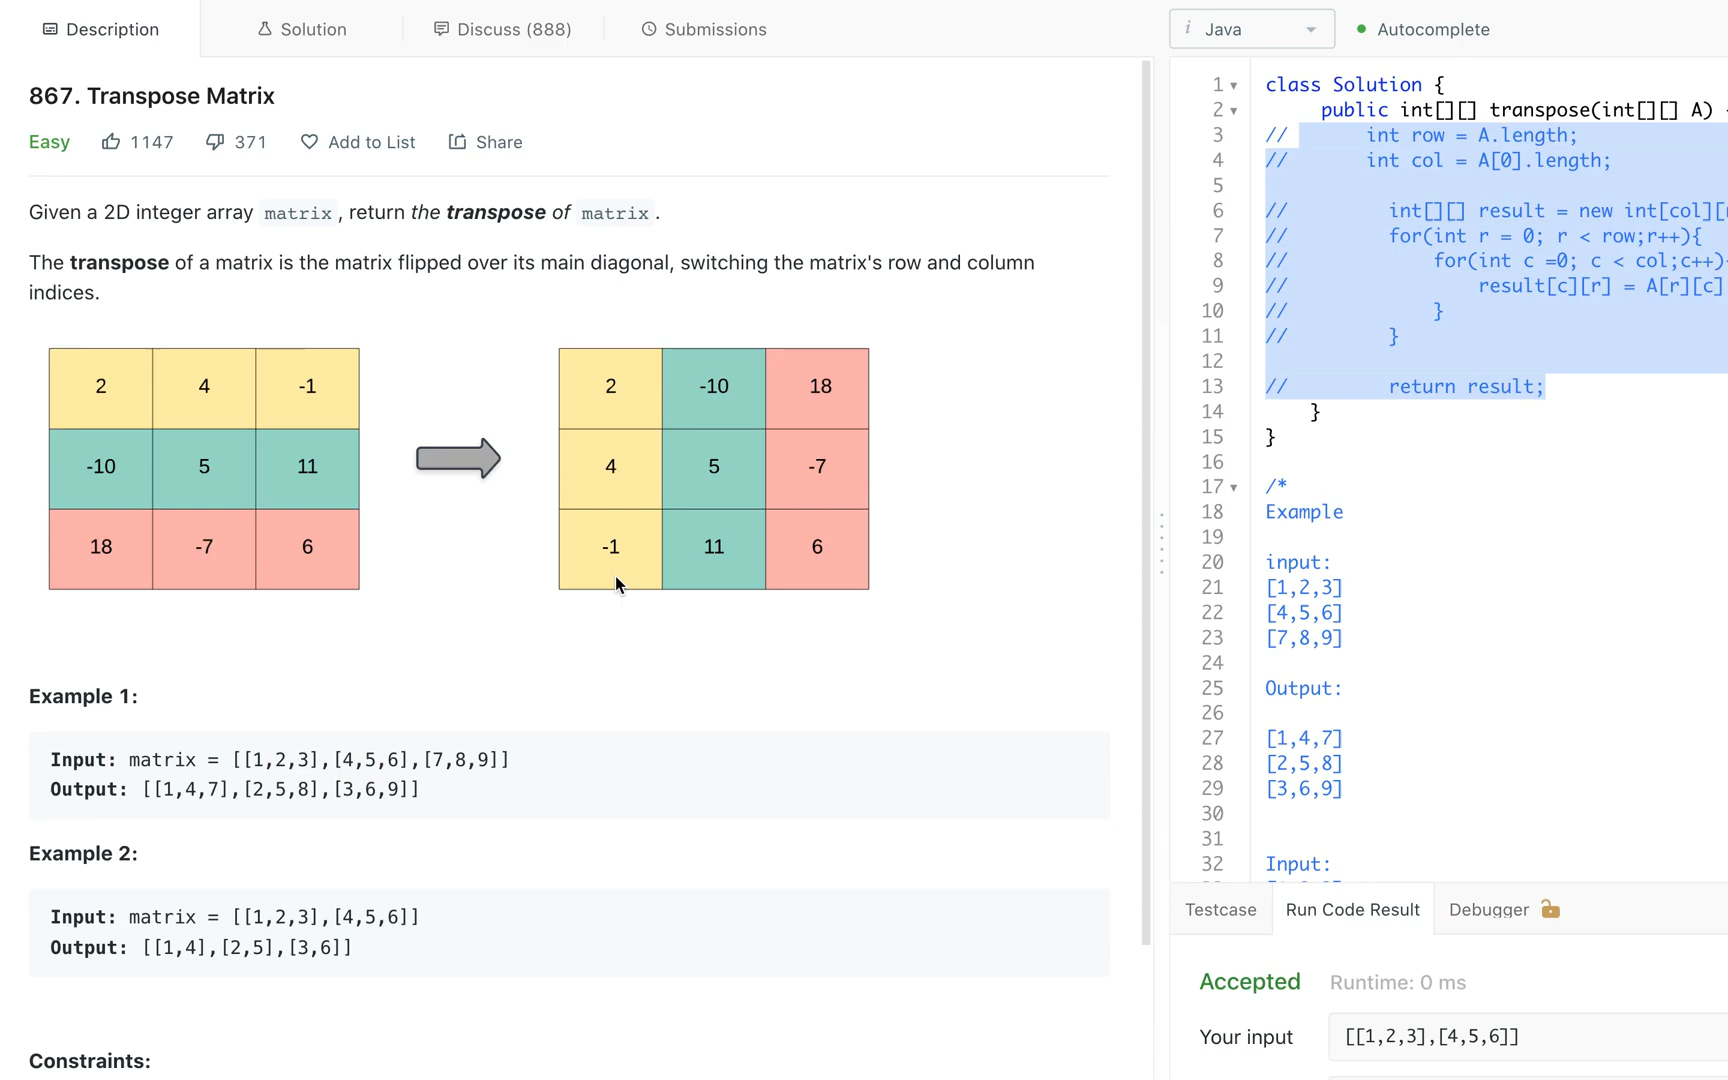 Description
Solution
Discuss (888)
Submissions
867. Transpose Matrix
Easy
1147
371
Add to List
Share
Given a 2D integer array matrix, return the transpose of matrix.
The transpose of a matrix is the matrix flipped over its main diagonal, switching the matrix's row and column
indices.
2 4 -1
-10 5 11
18 -7 6
2 -10 18
4 5 -7
-1 11 6
Example 1:
Input: matrix = [[1,2,3],[4,5,6],[7,8,9]]
Output: [[1,4,7],[2,5,8],[3,6,9]]
Example 2:
Input: matrix = [[1,2,3],[4,5,6]]
Output: [[1,4],[2,5],[3,6]]
Constraints:
i Java
Autocomplete
1 class Solution {
2 public int[][] transpose(int[][] A)
3 // int row = A.length;
4 // int col = A[0].length;
5
6 // int[][] result = new int[col][
7 // for(int r = 0; r < row;r++){
8 // for(int c =0; c < col;c++)
9 // result[c][r] = A[r][c]
10 // }
11 // }
12
13 // return result;
14 }
15 }
16
17 /*
18 Example
19
20 input:
21 [1,2,3]
22 [4,5,6]
23 [7,8,9]
24
25 Output:
26
27 [1,4,7]
28 [2,5,8]
29 [3,6,9]
30
31
32 Input:
Testcase
Run Code Result
Debugger
Accepted
Runtime: 0 ms
Your input
[[1,2,3],[4,5,6]]